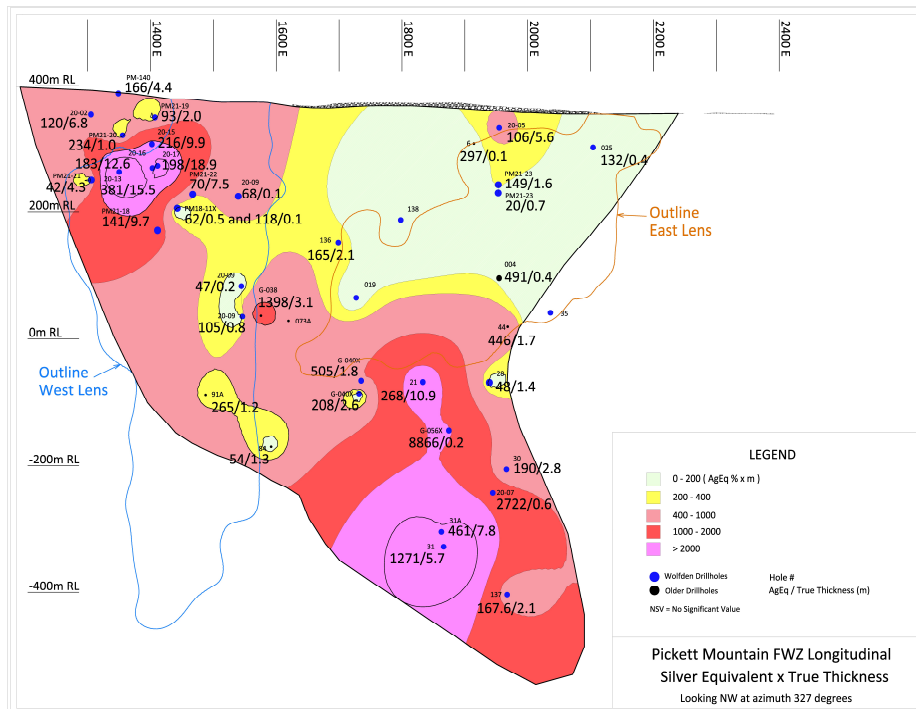 1400 E
1600 E
1800 E
2000 E
2200 E
2400 E
400m RL
PM-140
166/4.4
PM21-19
93/2.0
20-02
120/6.8
PM21-20
234/1.0
20-15
216/9.9
20-16
183/12.6
20-17
198/18.9
PM21-21
42/4.3
20-13
381/15.5
PM21-22
70/7.5
20-09
68/0.1
PM21-18
141/9.7
PM18-11X
62/0.5 and 118/0.1
200m RL
20-05
106/5.6
6
297/0.1
025
132/0.4
PM21-23
149/1.6
PM21-23
20/0.7
138
Outline
East Lens
136
165/2.1
004
491/0.4
47/0.2
G-038
1398/3.1
019
073A
20-09
105/0.8
35
44
446/1.7
0m RL
Outline
West Lens
G-040X
505/1.8
G-040X
208/2.6
21
268/10.9
28
48/1.4
91A
265/1.2
G-056X
8866/0.2
54/1.3
30
190/2.8
-200m RL
20-07
2722/0.6
31A
461/7.8
31
1271/5.7
-400m RL
137
167.6/2.1
LEGEND
0 - 200 ( AgEq % x m )
200 - 400
400 - 1000
1000 - 2000
> 2000
Wolfden Drillholes
Hole #
Older Drillholes
AgEq / True Thickness (m)
NSV = No Significant Value
Pickett Mountain FWZ Longitudinal
Silver Equivalent x True Thickness
Looking NW at azimuth 327 degrees